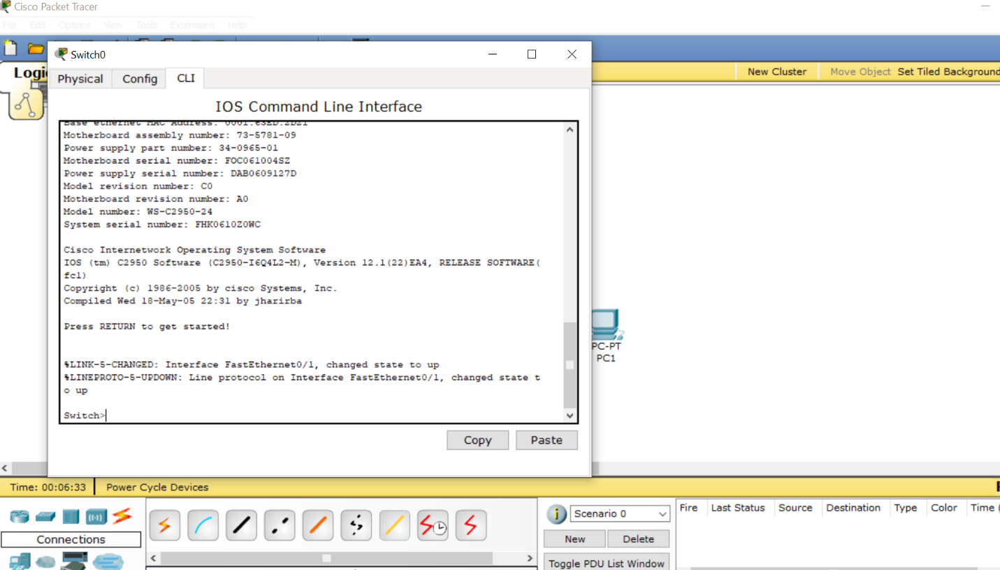 Cisco Packet Tracer
File Edit Options View Tools Extensions Help
Switch0
Logi
New Cluster Move Object Set Tiled Background
Physical Config CLI
IOS Command Line Interface
Base ethernet MAC Address: 0001.63ED.2D21
Motherboard assembly number: 73-5781-09
Power supply part number: 34-0965-01
Motherboard serial number: FOC061004SZ
Power supply serial number: DAB0609127D
Model revision number: C0
Motherboard revision number: A0
Model number: WS-C2950-24
System serial number: FHK0610Z0WC
Cisco Internetwork Operating System Software
IOS (tm) C2950 Software (C2950-I6Q4L2-M), Version 12.1(22)EA4, RELEASE SOFTWARE(
fc1)
Copyright (c) 1986-2005 by cisco Systems, Inc.
Compiled Wed 18-May-05 22:31 by jharirba
Press RETURN to get started!
%LINK-5-CHANGED: Interface FastEthernet0/1, changed state to up
%LINEPROTO-5-UPDOWN: Line protocol on Interface FastEthernet0/1, changed state t
o up
Switch>
Copy Paste
PC-PT
PC1
Time: 00:06:33 Power Cycle Devices
Connections
Scenario 0
New Delete
Toggle PDU List Window
Fire Last Status Source Destination Type Color Time (